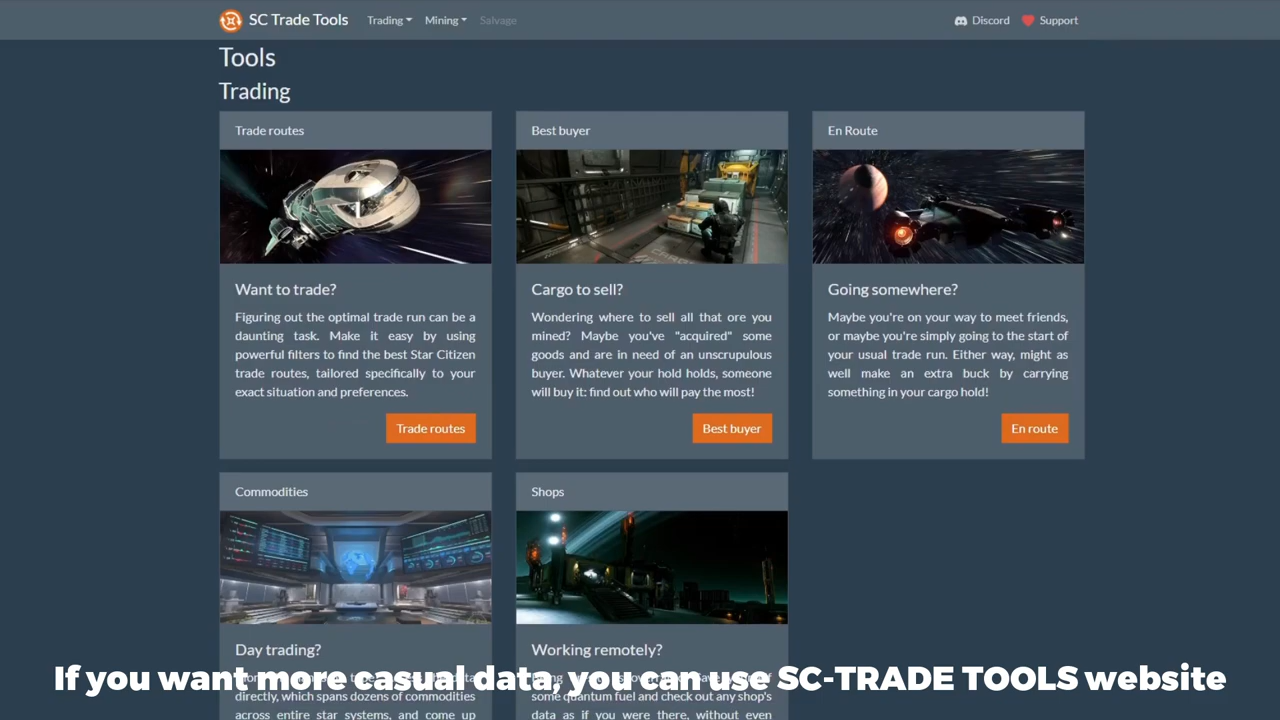 SC Trade Tools Trading Mining Salvage Discord Support
Tools
Trading
Trade routes
Want to trade?
Figuring out the optimal trade run can be a
daunting task. Make it easy by using
powerful filters to find the best Star Citizen
trade routes, tailored specifically to your
exact situation and preferences.
Trade routes
Best buyer
Cargo to sell?
Wondering where to sell all that ore you
mined? Maybe you've "acquired" some
goods and are in need of an unscrupulous
buyer. Whatever your hold holds, someone
will buy it: find out who will pay the most!
Best buyer
En Route
Going somewhere?
Maybe you're on your way to meet friends,
or maybe you're simply going to the start of
your usual trade run. Either way, might as
well make an extra buck by carrying
something in your cargo hold!
En route
Commodities
Day trading?
directly, which spans dozens of commodities
across entire star systems, and come up
Shops
Working remotely?
some quantum fuel and check out any shop's
data as if you were there, without even
If you want more casual data, you can use SC-TRADE TOOLS website